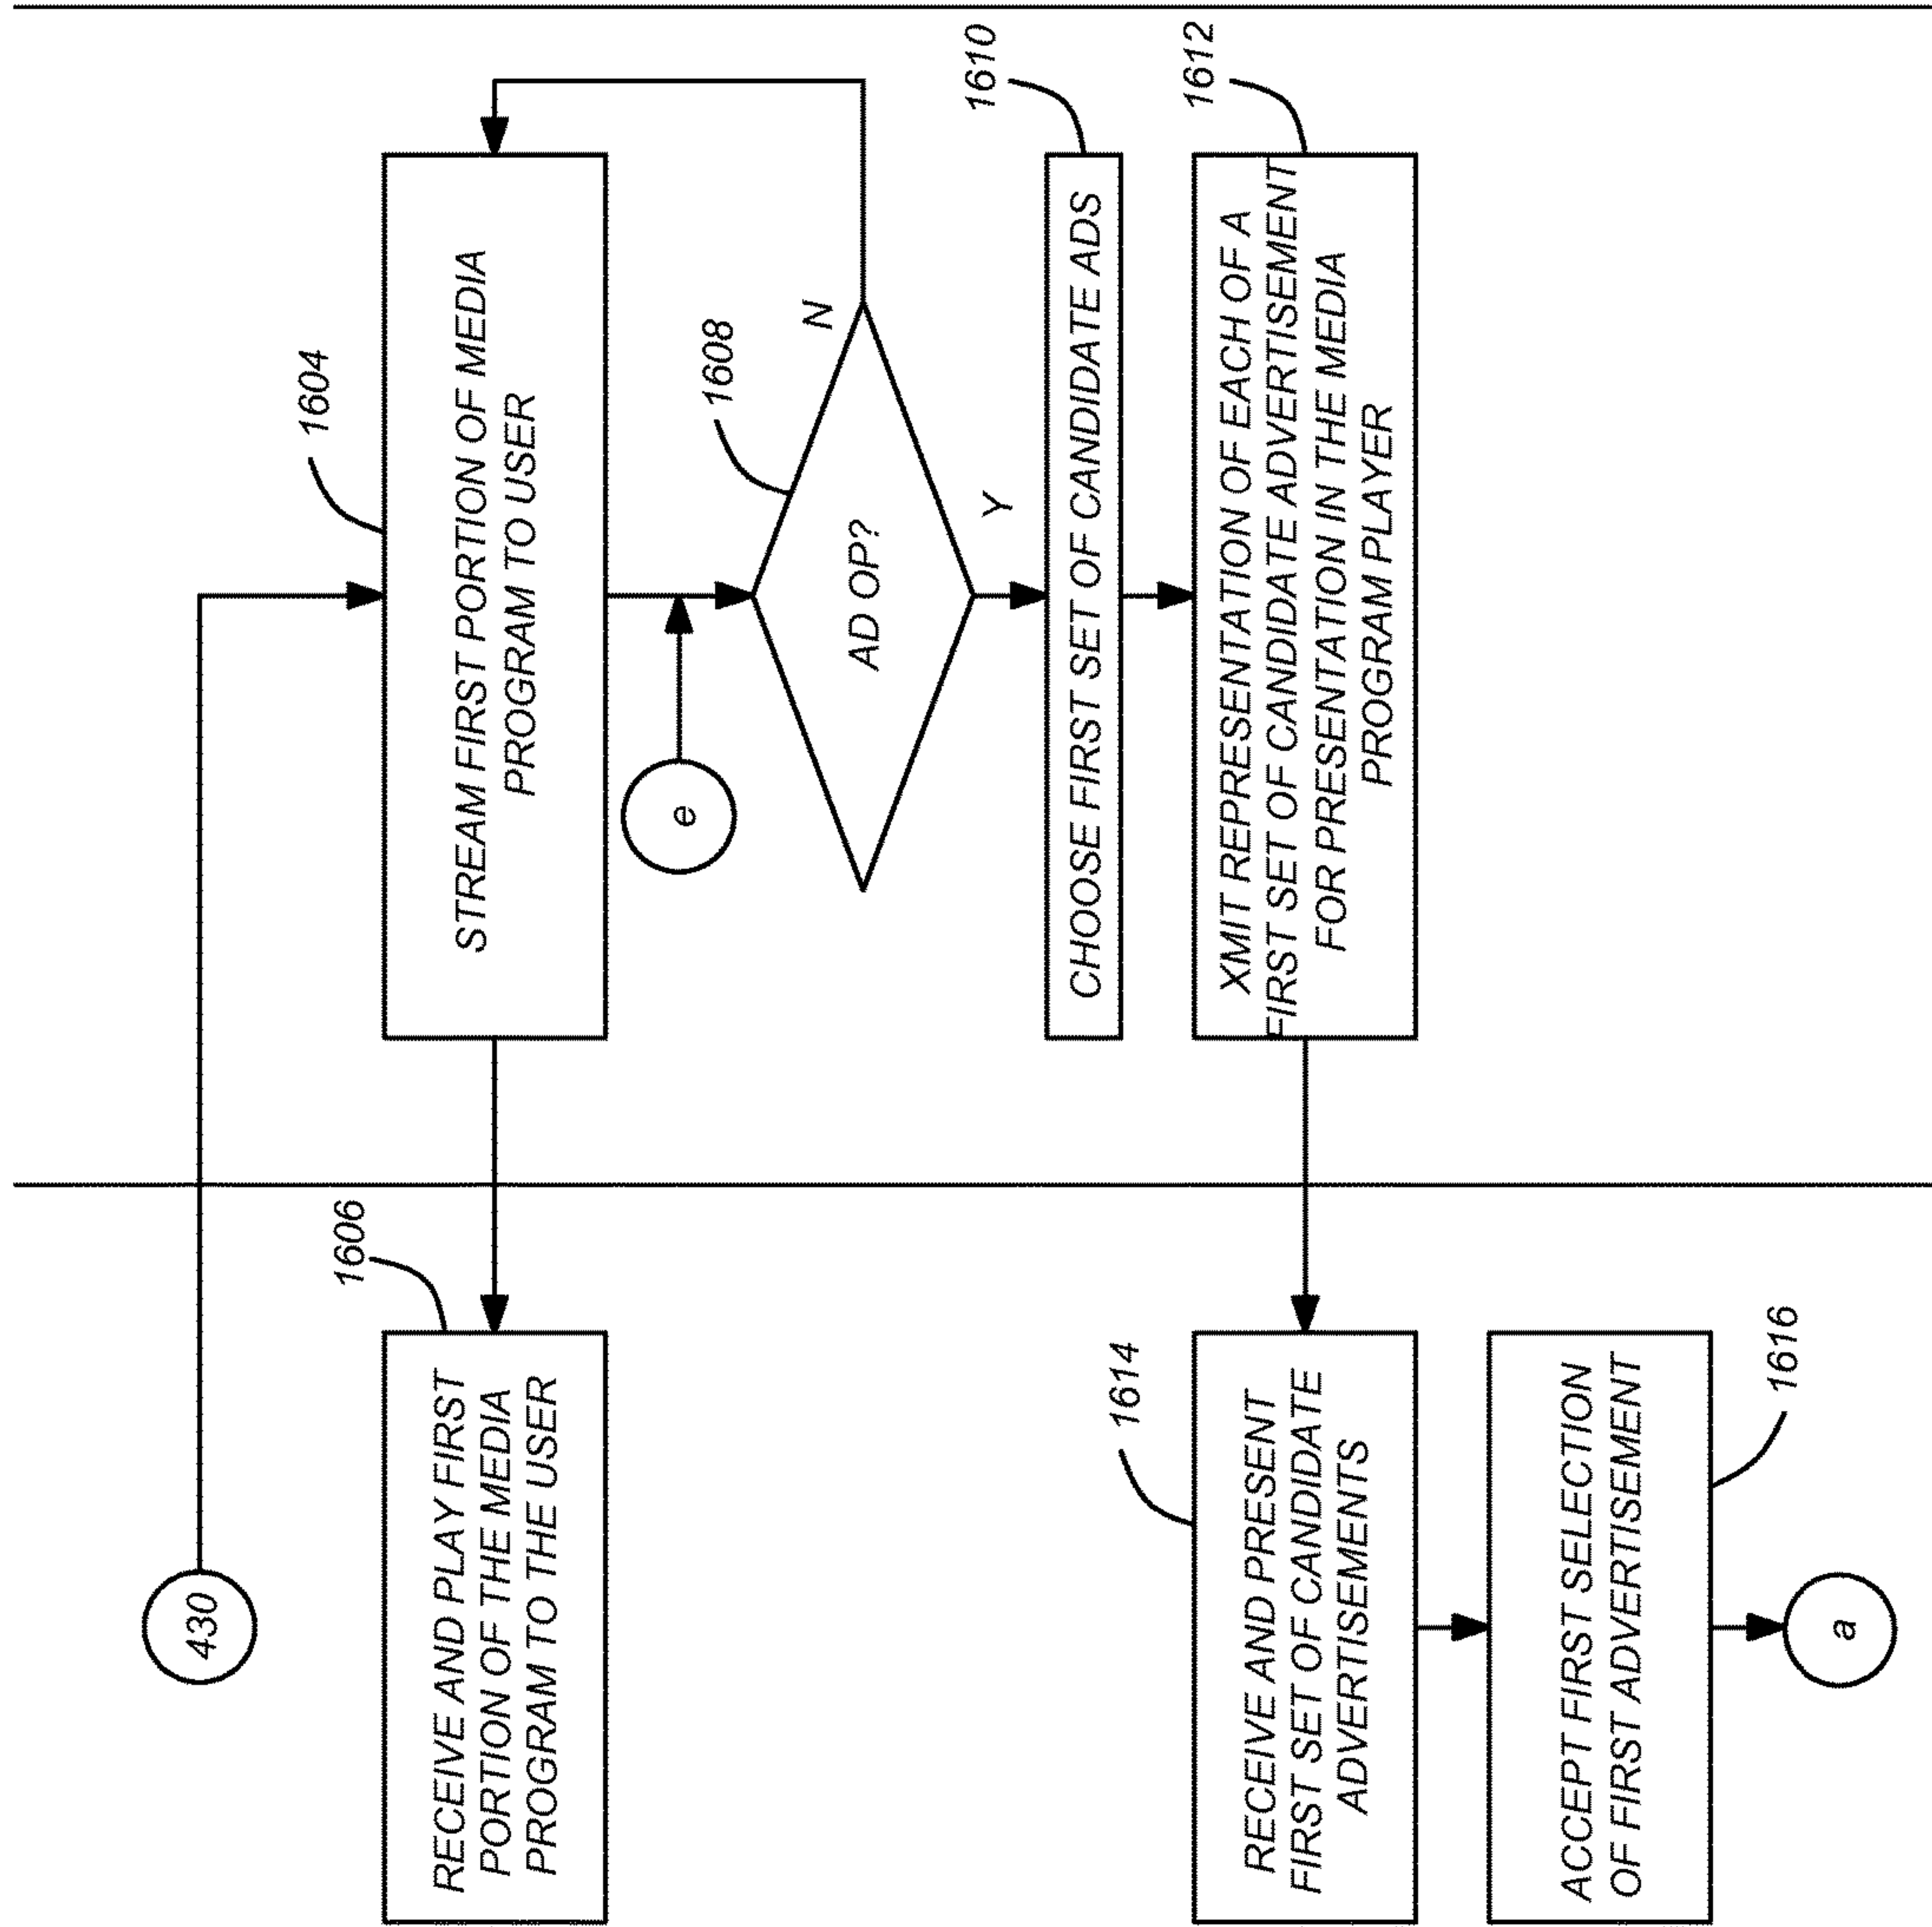 430
1606
RECEIVE AND PLAY FIRST
PORTION OF THE MEDIA
PROGRAM TO THE USER
1604
STREAM FIRST PORTION OF MEDIA
PROGRAM TO USER
e
1608
AD OP?
N
Y
1610
CHOOSE FIRST SET OF CANDIDATE ADS
1612
XMIT REPRESENTATION OF EACH OF A
FIRST SET OF CANDIDATE ADVERTISEMENT
FOR PRESENTATION IN THE MEDIA
PROGRAM PLAYER
1614
RECEIVE AND PRESENT
FIRST SET OF CANDIDATE
ADVERTISEMENTS
ACCEPT FIRST SELECTION
OF FIRST ADVERTISEMENT
1616
a